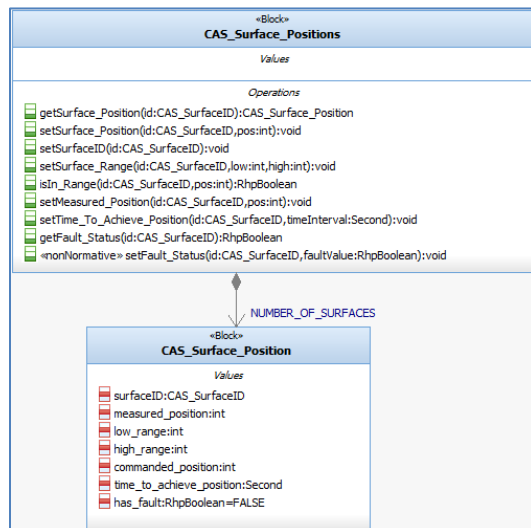 «Block»
CAS_Surface_Positions
Values
Operations
getSurface_Position(id:CAS_SurfaceID):CAS_Surface_Position
setSurface_Position(id:CAS_SurfaceID,pos:int):void
setSurfaceID(id:CAS_SurfaceID):void
setSurface_Range(id:CAS_SurfaceID,low:int,high:int):void
isIn_Range(id:CAS_SurfaceID,pos:int):RhpBoolean
setMeasured_Position(id:CAS_SurfaceID,pos:int):void
setTime_To_Achieve_Position(id:CAS_SurfaceID,timeInterval:Second):void
getFault_Status(id:CAS_SurfaceID):RhpBoolean
«nonNormative» setFault_Status(id:CAS_SurfaceID,faultValue:RhpBoolean):void
NUMBER_OF_SURFACES
«Block»
CAS_Surface_Position
Values
surfaceID:CAS_SurfaceID
measured_position:int
low_range:int
high_range:int
commanded_position:int
time_to_achieve_position:Second
has_fault:RhpBoolean=FALSE